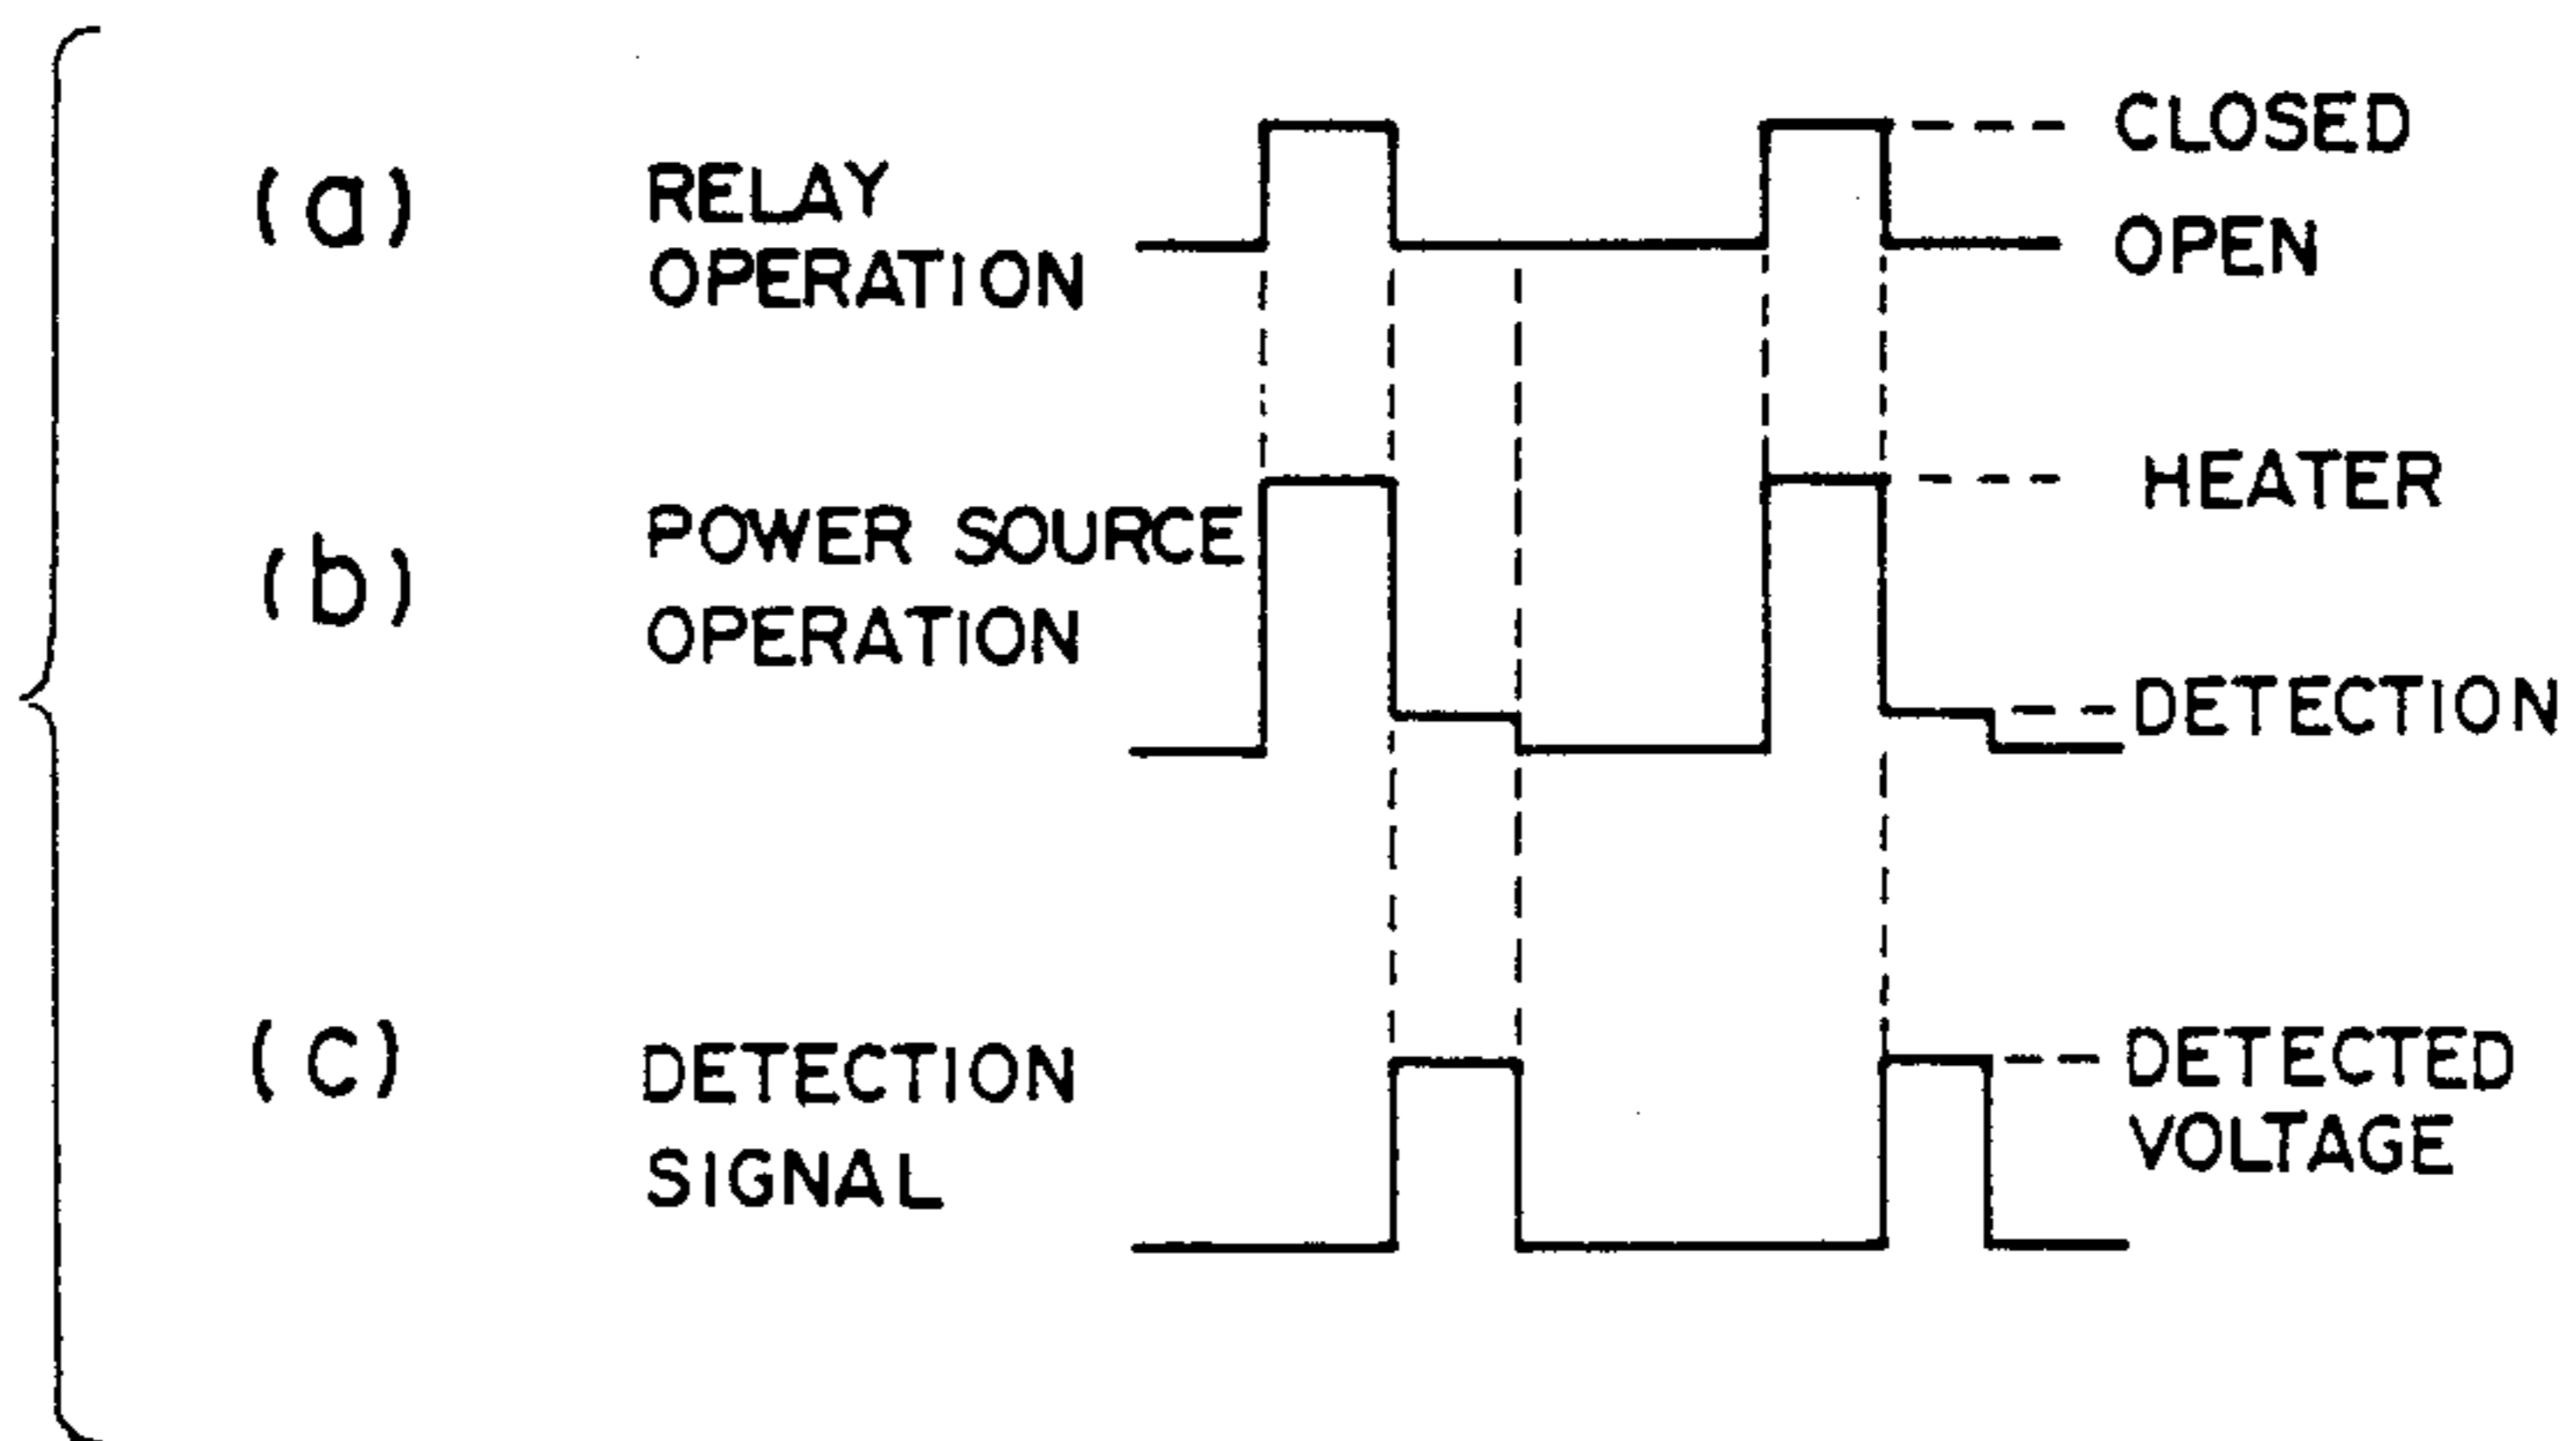 (a)
RELAY
OPERATION
CLOSED
OPEN
(b)
POWER SOURCE
OPERATION
HEATER
DETECTION
(c)
DETECTION
SIGNAL
DETECTED
VOLTAGE